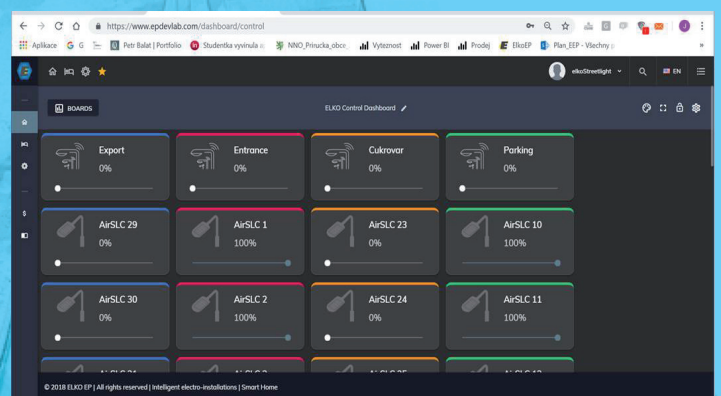 https://www.epdevlab.com/dashboard/control
Aplikace G Petr Balat | Portfolio Studentka vyvinula a NNO_Prirucka_obce_ Vyteznost Power BI Prodej ElkoEP Plan_EEP - Všechny p »
elkoStreetlight EN
BOARDS ELKO Control Dashboard
Export Entrance Cukrovar Parking
0% 0% 0% 0%
AirSLC 29 AirSLC 1 AirSLC 23 AirSLC 10
0% 100% 0% 100%
AirSLC 30 AirSLC 2 AirSLC 24 AirSLC 11
0% 100% 0% 100%
© 2018 ELKO EP | All rights reserved | Intelligent electro-installations | Smart Home